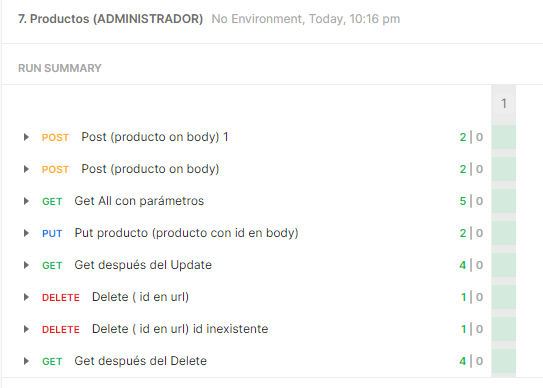 7. Productos (ADMINISTRADOR) No Environment, Today, 10:16 pm
RUN SUMMARY
1
POST Post (producto on body) 1 2 | 0
POST Post (producto on body) 2 | 0
GET Get All con parámetros 5 | 0
PUT Put producto (producto con id en body) 2 | 0
GET Get después del Update 4 | 0
DELETE Delete ( id en url) 1 | 0
DELETE Delete ( id en url) id inexistente 1 | 0
GET Get después del Delete 4 | 0